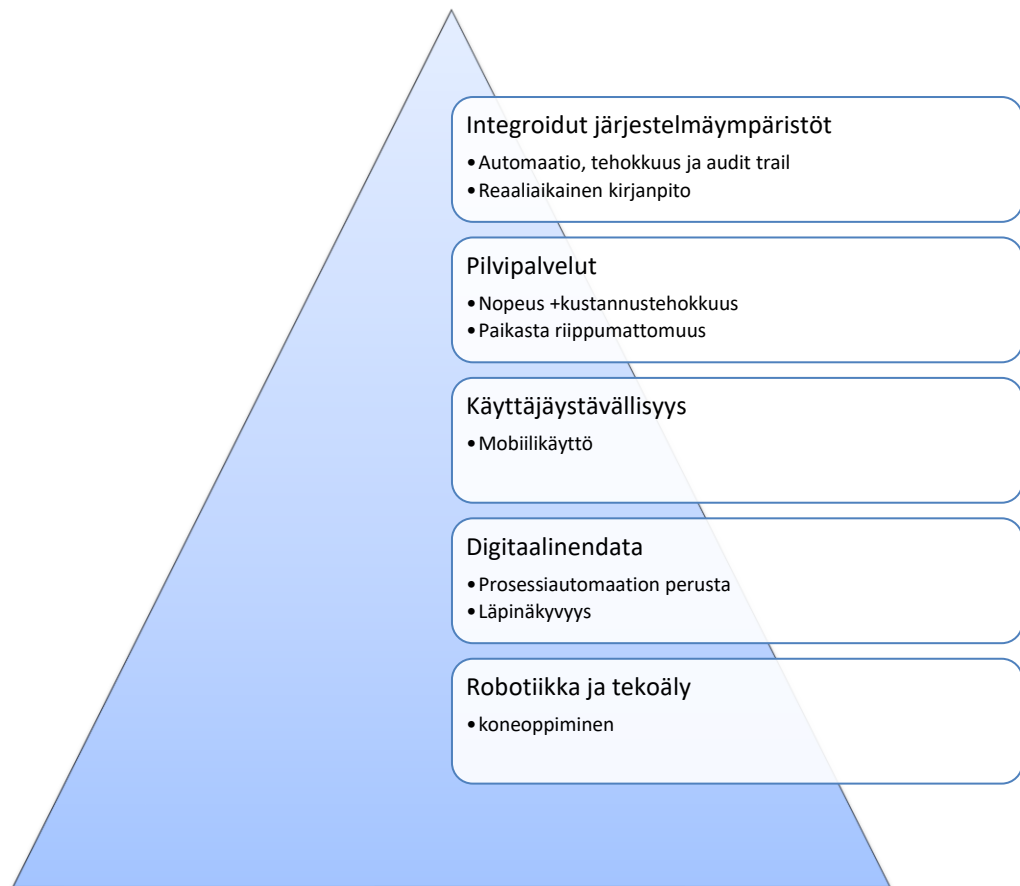 Integroidut järjestelmäympäristöt
•Automaatio, tehokkuus ja audit trail
•Reaaliaikainen kirjanpito
Pilvipalvelut
•Nopeus +kustannustehokkuus
•Paikasta riippumattomuus
Käyttäjäystävällisyys
•Mobiilikäyttö
Digitaalinendata
•Prosessiautomaation perusta
•Läpinäkyvyys
Robotiikka ja tekoäly
•koneoppiminen